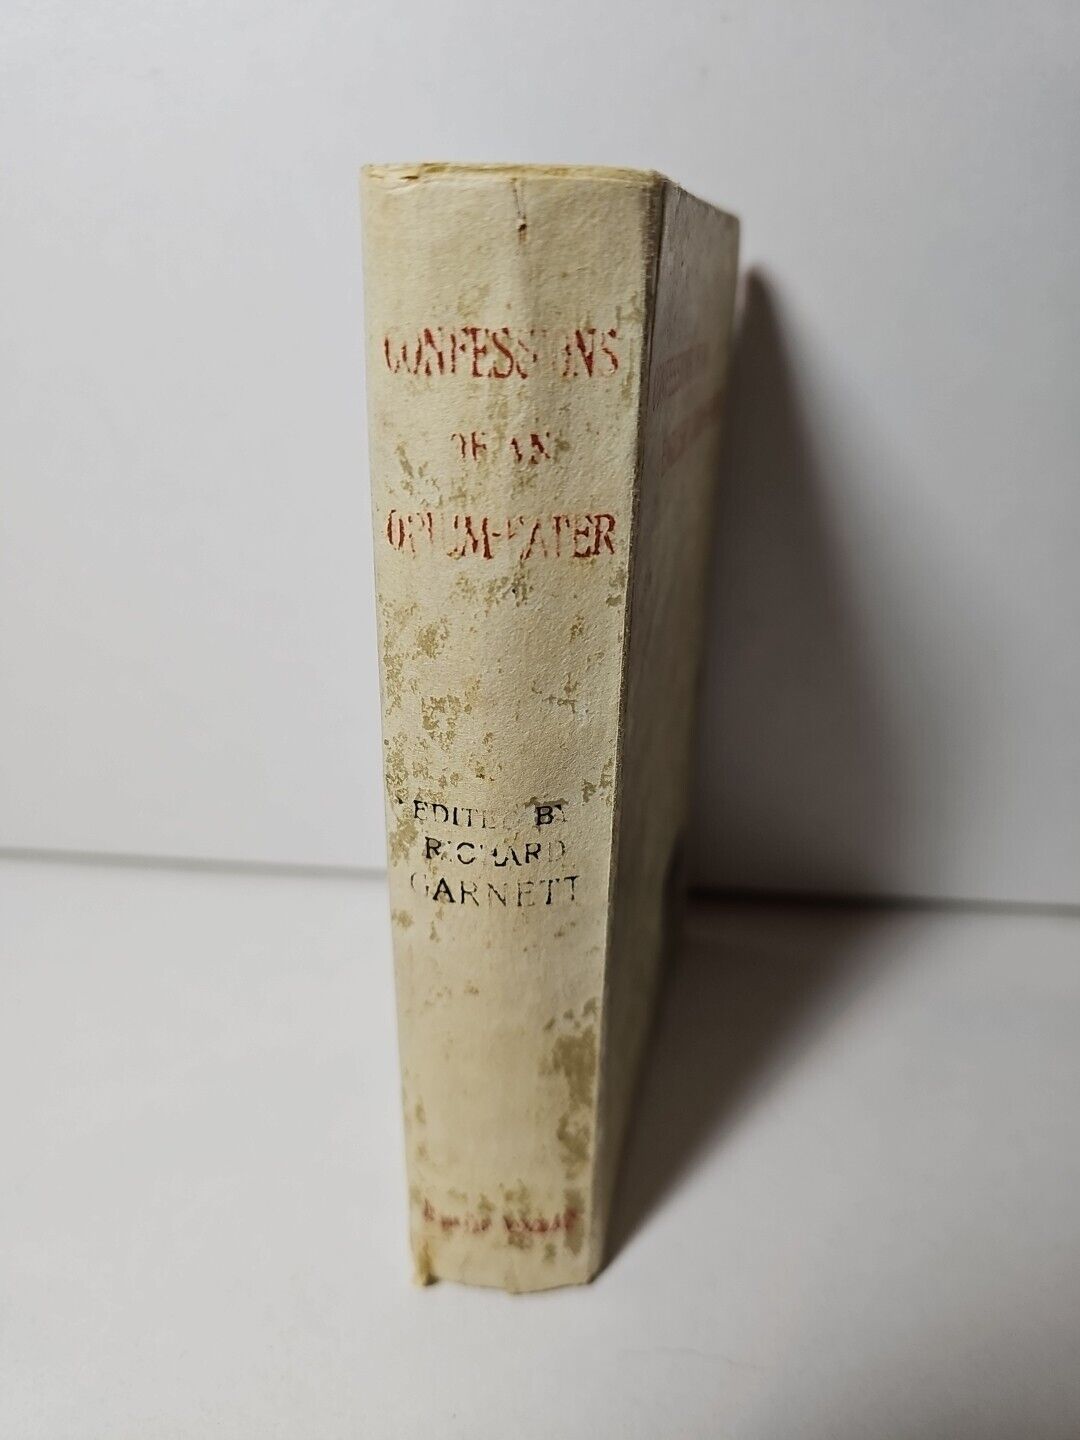 CONFESSIONS
OF AN
OPIUM-EATER
EDITED BY
RICHARD
GARNETT